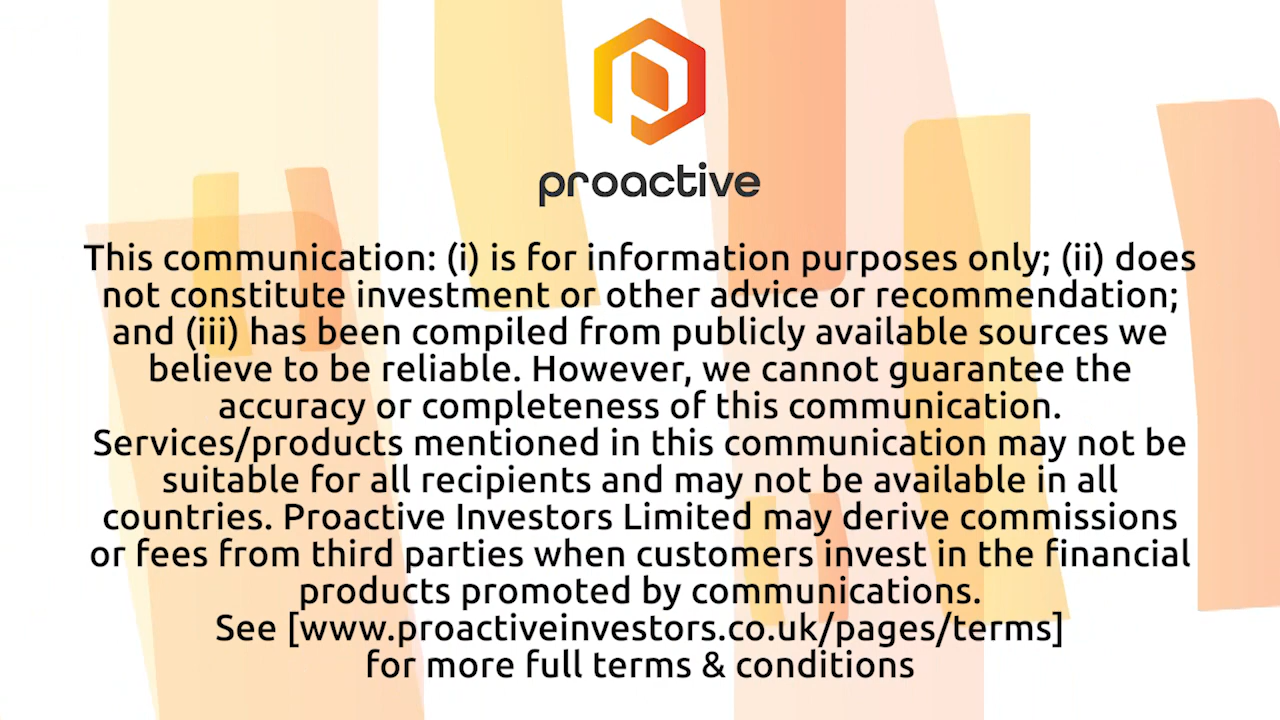 proactive
This communication: (i) is for information purposes only; (ii) does
not constitute investment or other advice or recommendation;
and (iii) has been compiled from publicly available sources we
believe to be reliable. However, we cannot guarantee the
accuracy or completeness of this communication.
Services/products mentioned in this communication may not be
suitable for all recipients and may not be available in all
countries. Proactive Investors Limited may derive commissions
or fees from third parties when customers invest in the financial
products promoted by communications.
See [www.proactiveinvestors.co.uk/pages/terms]
for more full terms & conditions